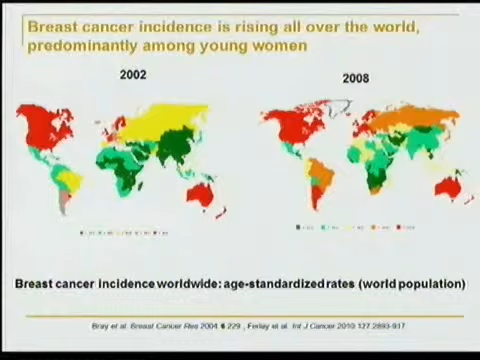 Breast cancer incidence is rising all over the world,
predominantly among young women
2002
2008
Breast cancer incidence worldwide: age-standardized rates (world population)
Bray et al. Breast Cancer Res 2004 6 229 , Ferlay et al. Int J Cancer 2010 127 2893-917